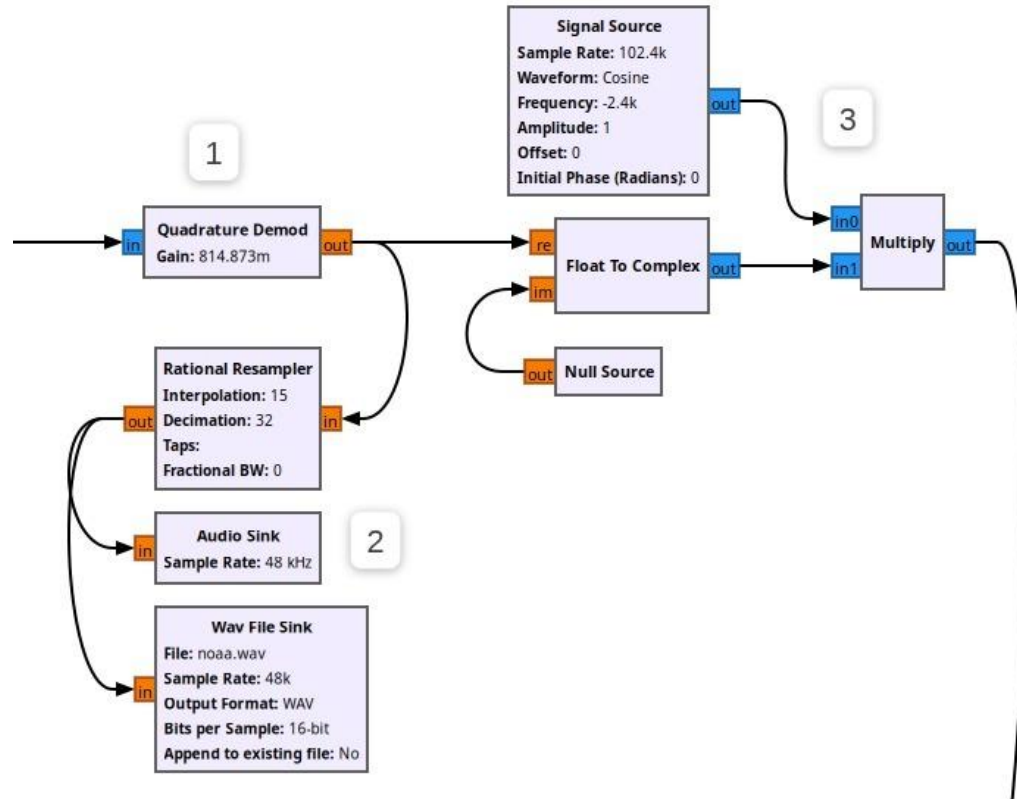 Signal Source
Sample Rate: 102.4k
Waveform: Cosine
Frequency: -2.4k
Amplitude: 1
Offset: 0
Initial Phase (Radians): 0
out
3
1
Quadrature Demod
Gain: 814.873m
in
out
re
im
Float To Complex
out
in0
in1
Multiply
out
out
Null Source
Rational Resampler
Interpolation: 15
Decimation: 32
Taps:
Fractional BW: 0
out
in
Audio Sink
Sample Rate: 48 kHz
in
2
Wav File Sink
File: noaa.wav
Sample Rate: 48k
Output Format: WAV
Bits per Sample: 16-bit
Append to existing file: No
in